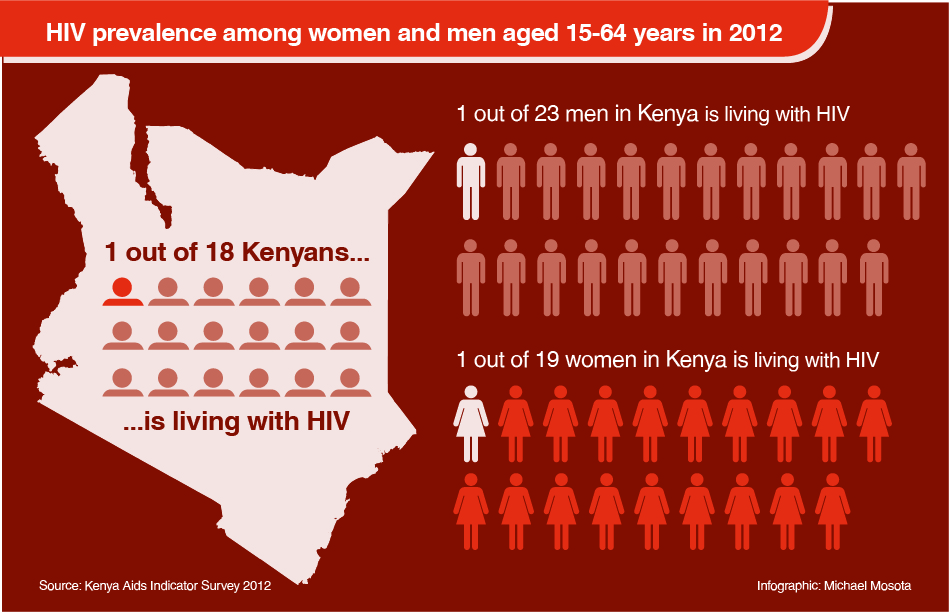 HIV prevalence among women and men aged 15-64 years in 2012
1 out of 18 Kenyans...
...is living with HIV
1 out of 23 men in Kenya is living with HIV
1 out of 19 women in Kenya is living with HIV
Source: Kenya Aids Indicator Survey 2012
Infographic: Michael Mosota